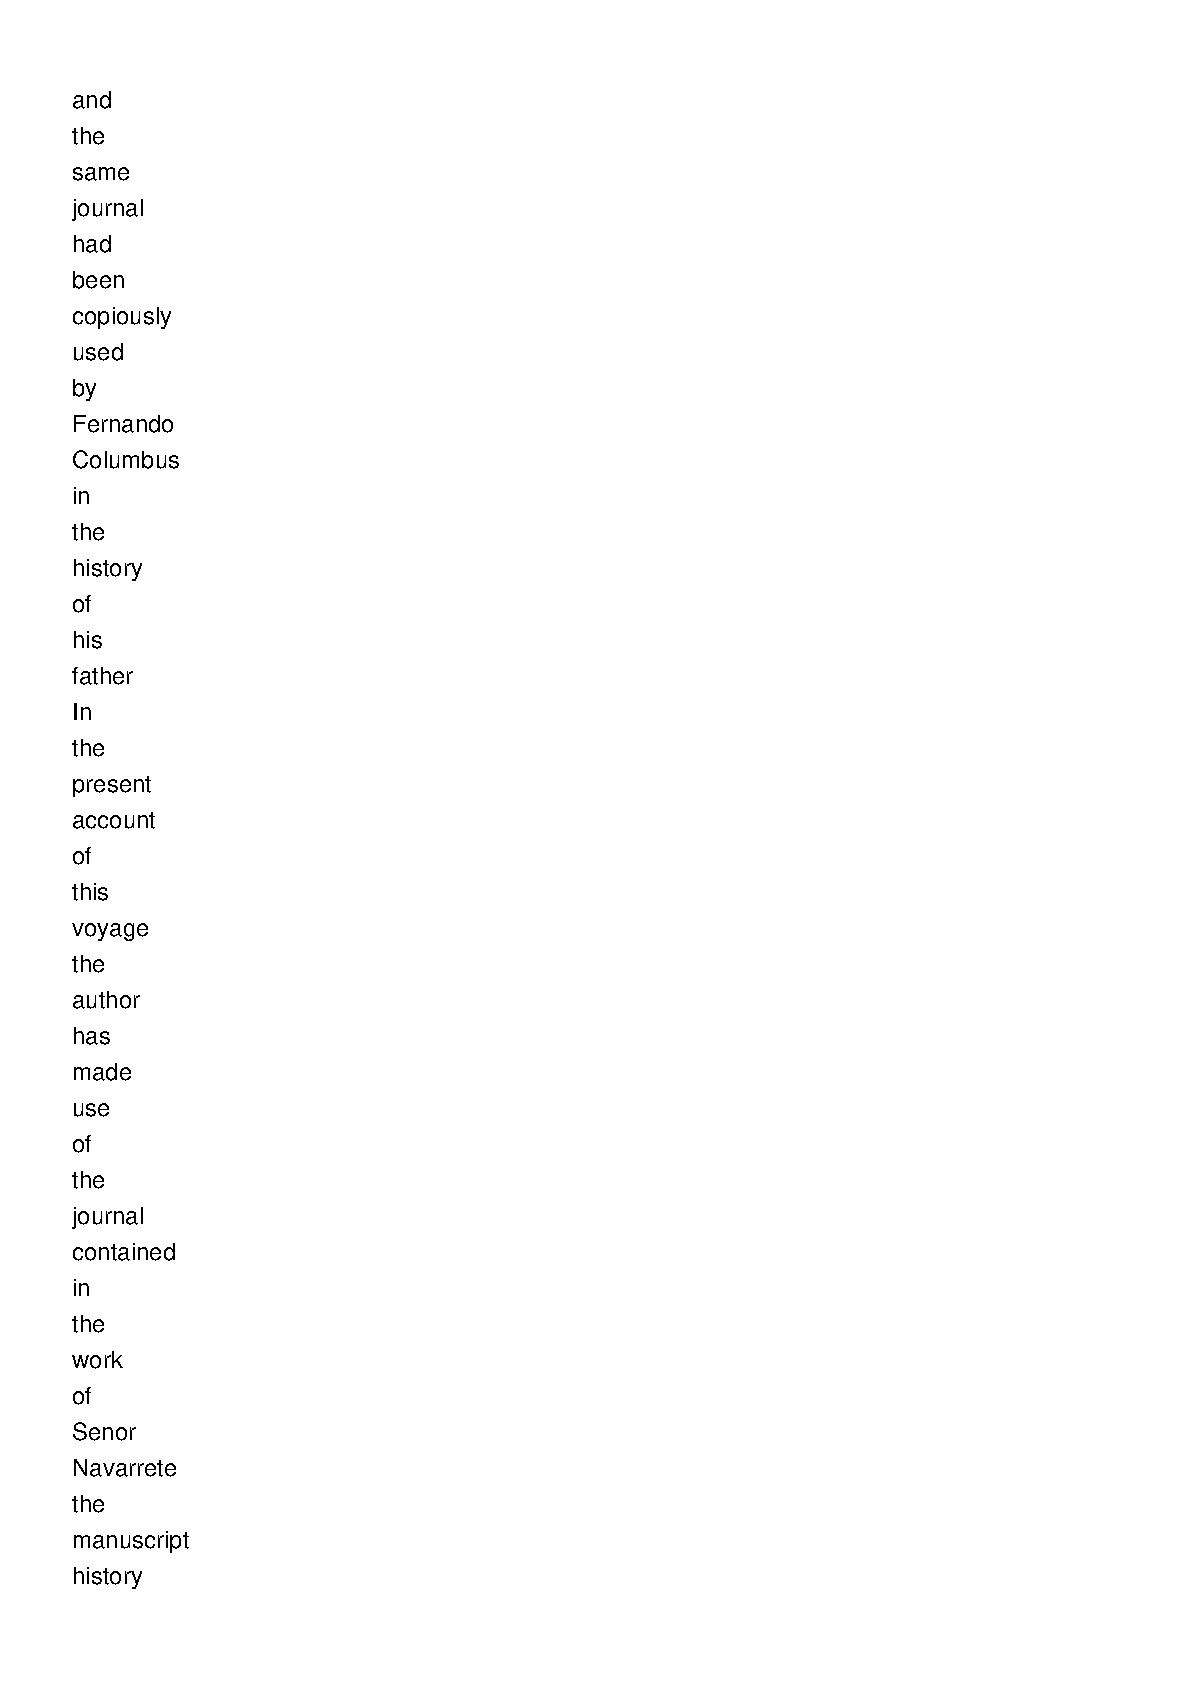 and
the
same
journal
had
been
copiously
used
by
Fernando
Columbus
in
the
history
of
his
father
In
the
present
account
of
this
voyage
the
author
has
made
use
of
the
journal
contained
in
the
work
of
Senor
Navarrete
the
manuscript
history